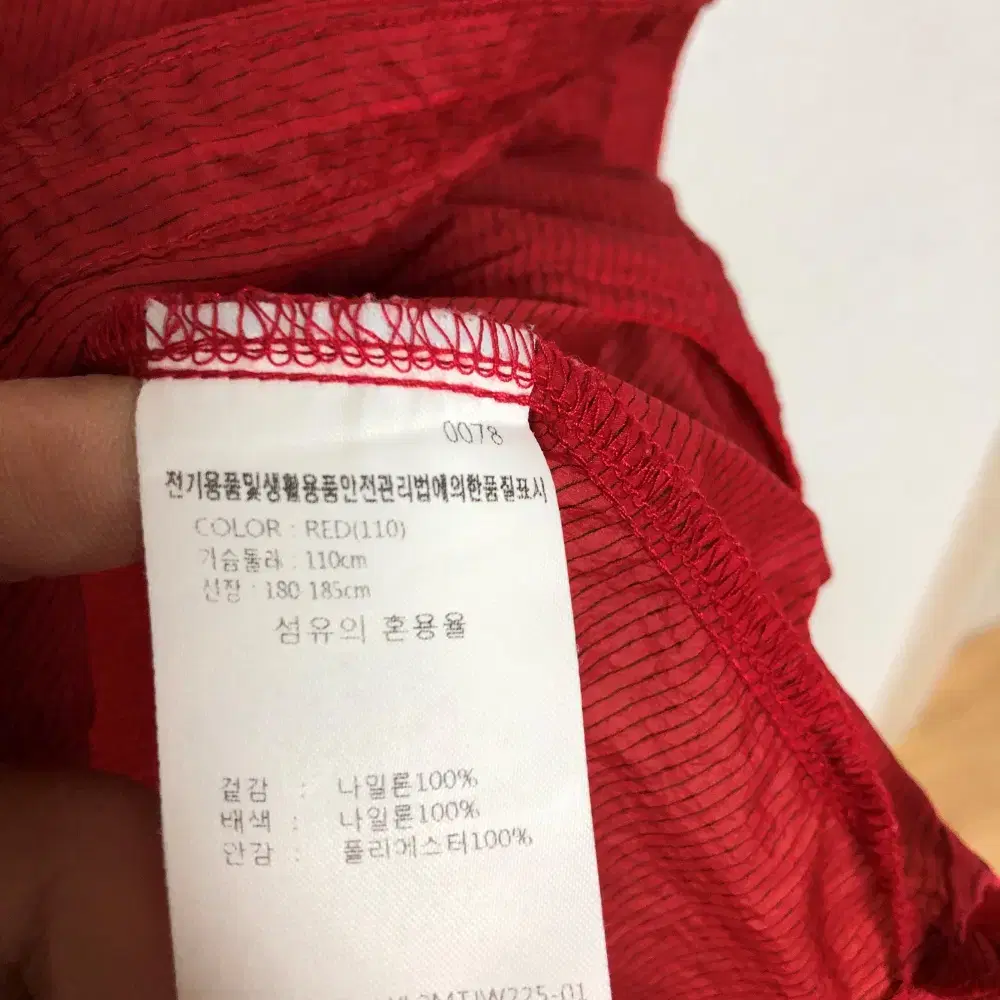 0078
전기용품및생활용품안전관리법에의한품질표시
COLOR : RED(110)
가슴둘레 : 110cm
신장 : 180-185cm
섬유의 혼용율
겉감 : 나일론100%
배색 : 나일론100%
안감 : 폴리에스터100%